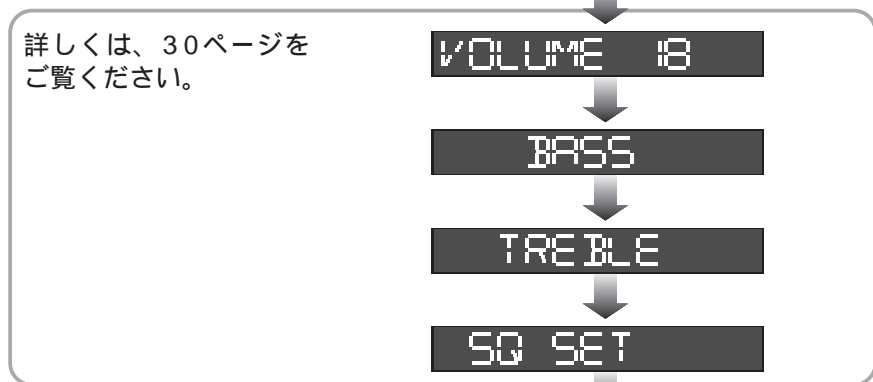 詳しくは、30ページを
ご覧ください。
VOLUME 18
BASS
TREBLE
SQ SET